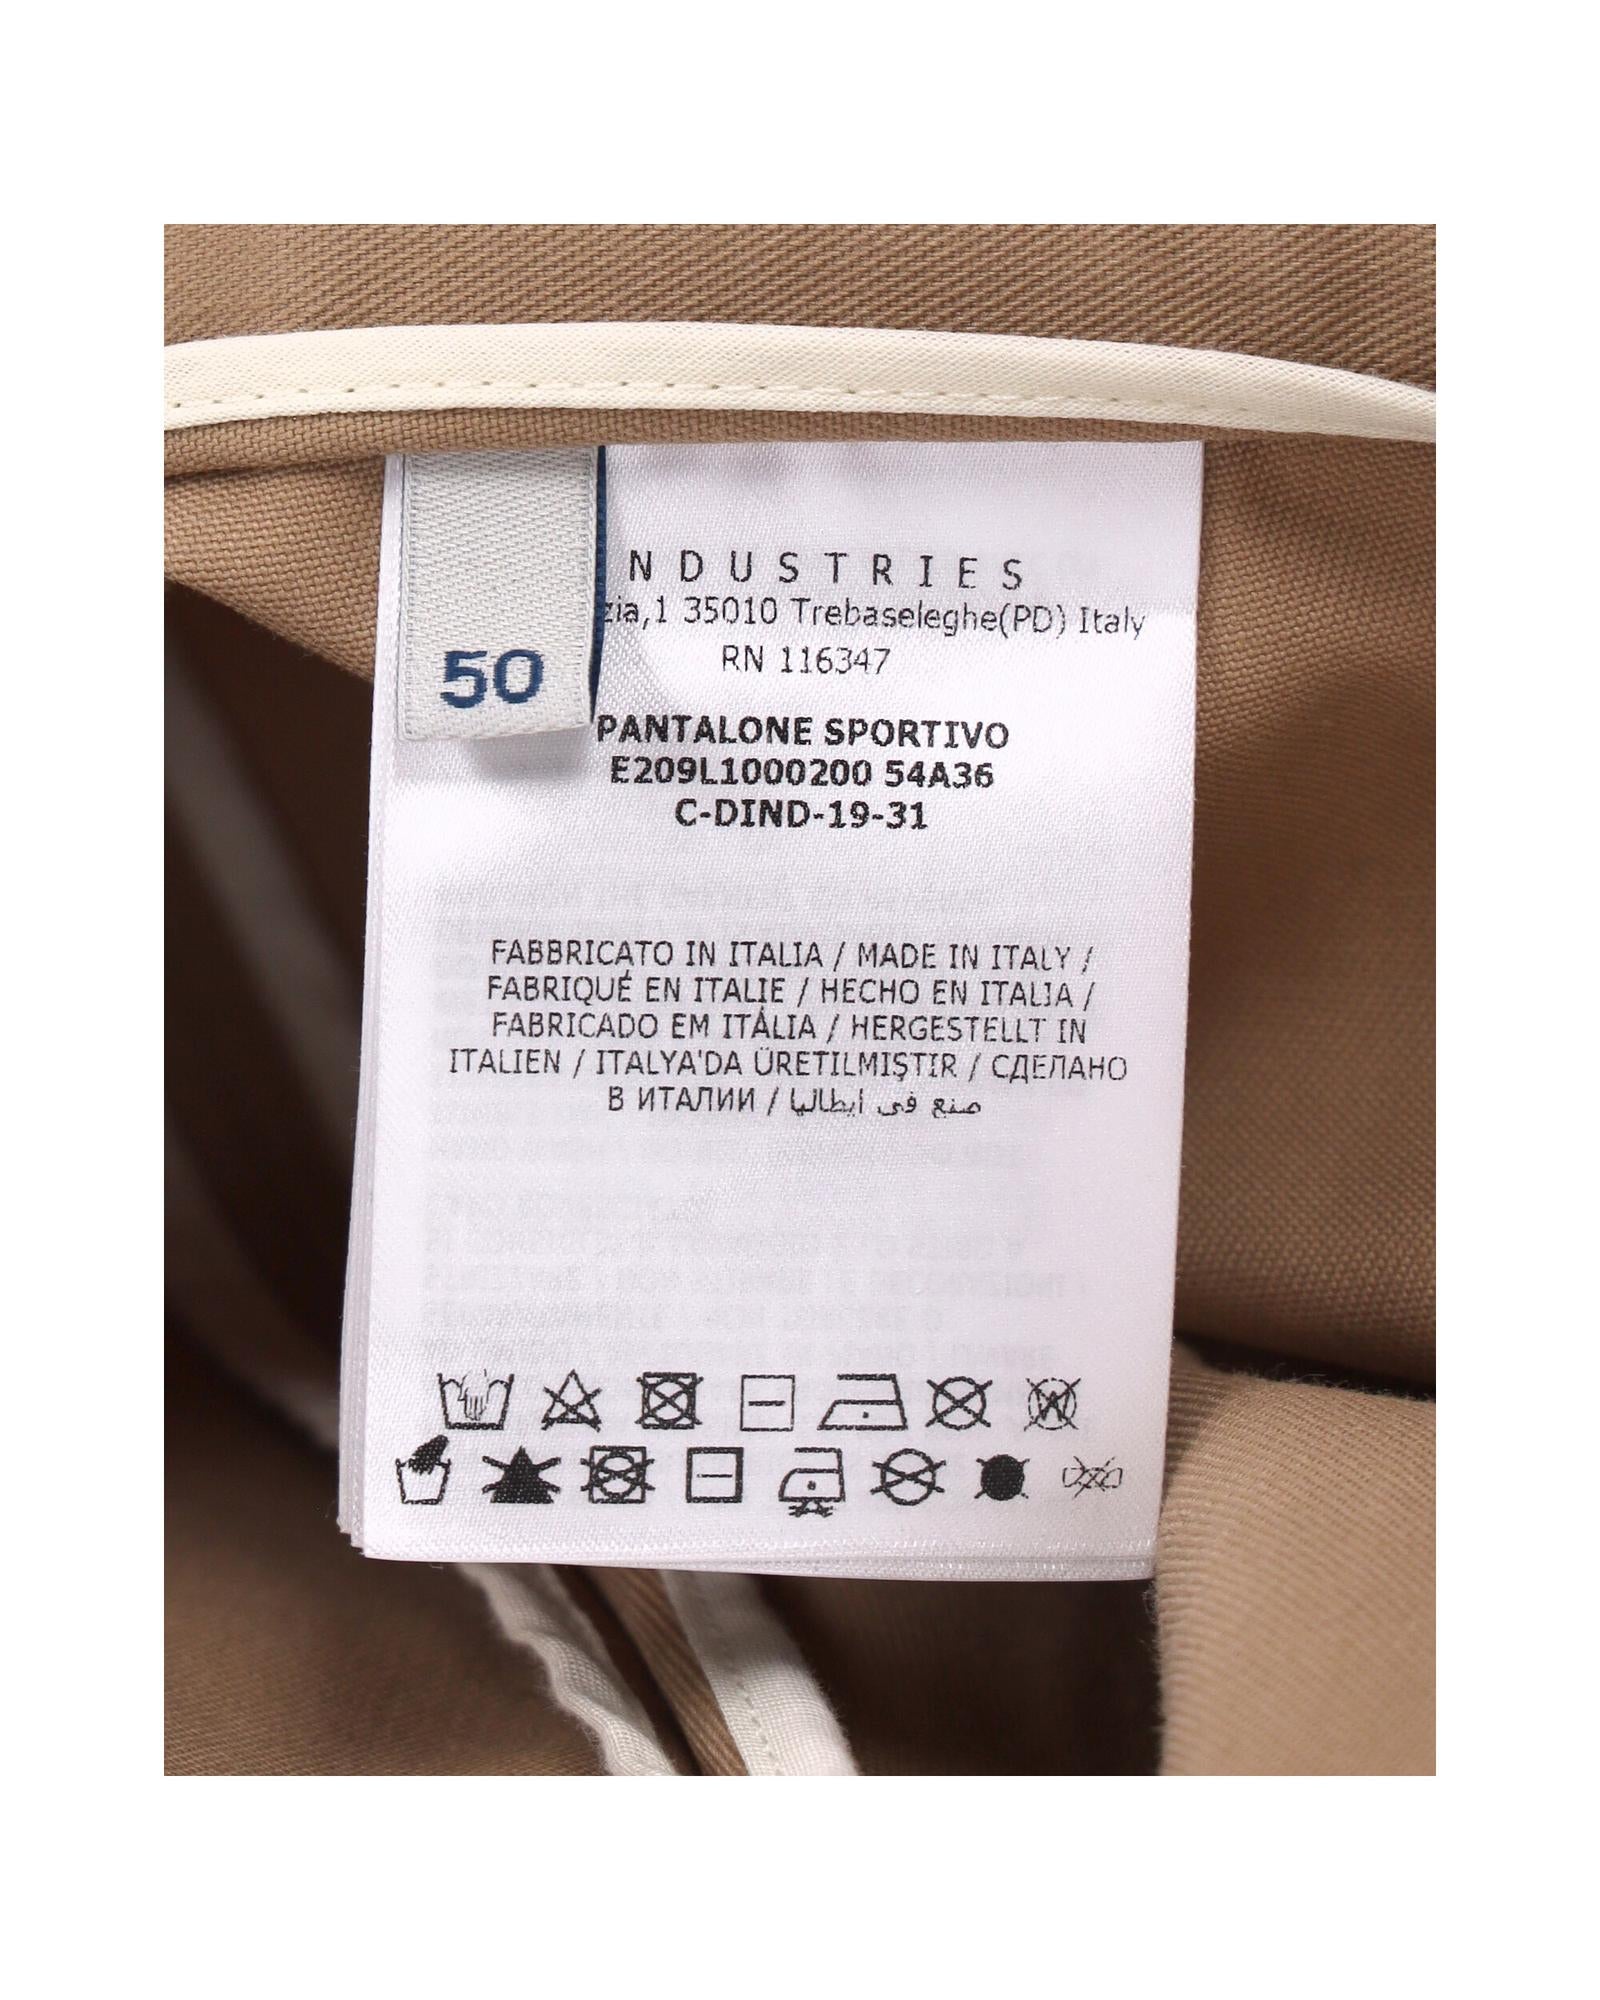 NDUSTRIES
zia,1 35010 Trebaseleghe(PD) Italy
RN 116347
50
PANTALONE SPORTIVO
E209L1000200 54A36
C-DIND-19-31
FABBRICATO IN ITALIA / MADE IN ITALY /
FABRIQUÉ EN ITALIE / HECHO EN ITALIA /
FABRICADO EM ITÁLIA / HERGESTELLT IN
ITALIEN / ITALYA'DA ÜRETILMIŞTIR / СДЕЛАНО
В ИТАЛИИ / صنع في ايطاليا
W